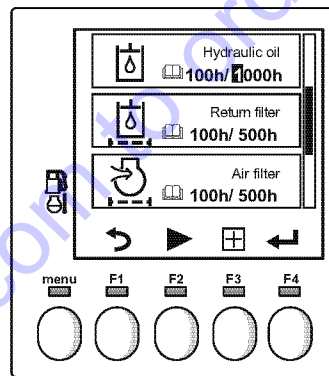 Hydraulic oil
100h/ 1000h
Return filter
100h/ 500h
Air filter
100h/ 500h
menu F1 F2 F3 F4